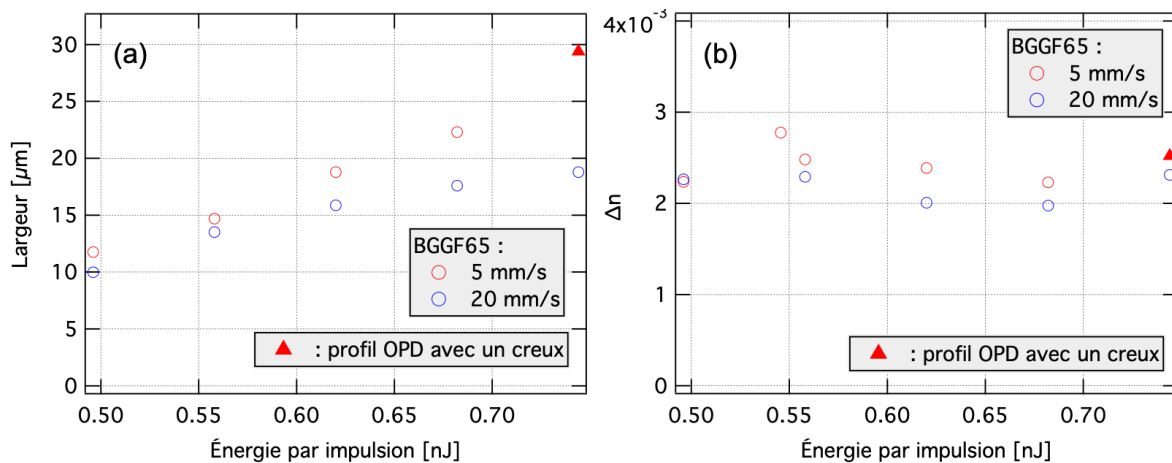 (a)
30
25
20
15
10
5
0
Largeur [µm]
BGGF65 :
5 mm/s
20 mm/s
: profil OPD avec un creux
0.50 0.55 0.60 0.65 0.70
Énergie par impulsion [nJ]
(b)
4x10⁻³
3
2
1
0
Δn
BGGF65 :
5 mm/s
20 mm/s
: profil OPD avec un creux
0.50 0.55 0.60 0.65 0.70
Énergie par impulsion [nJ]